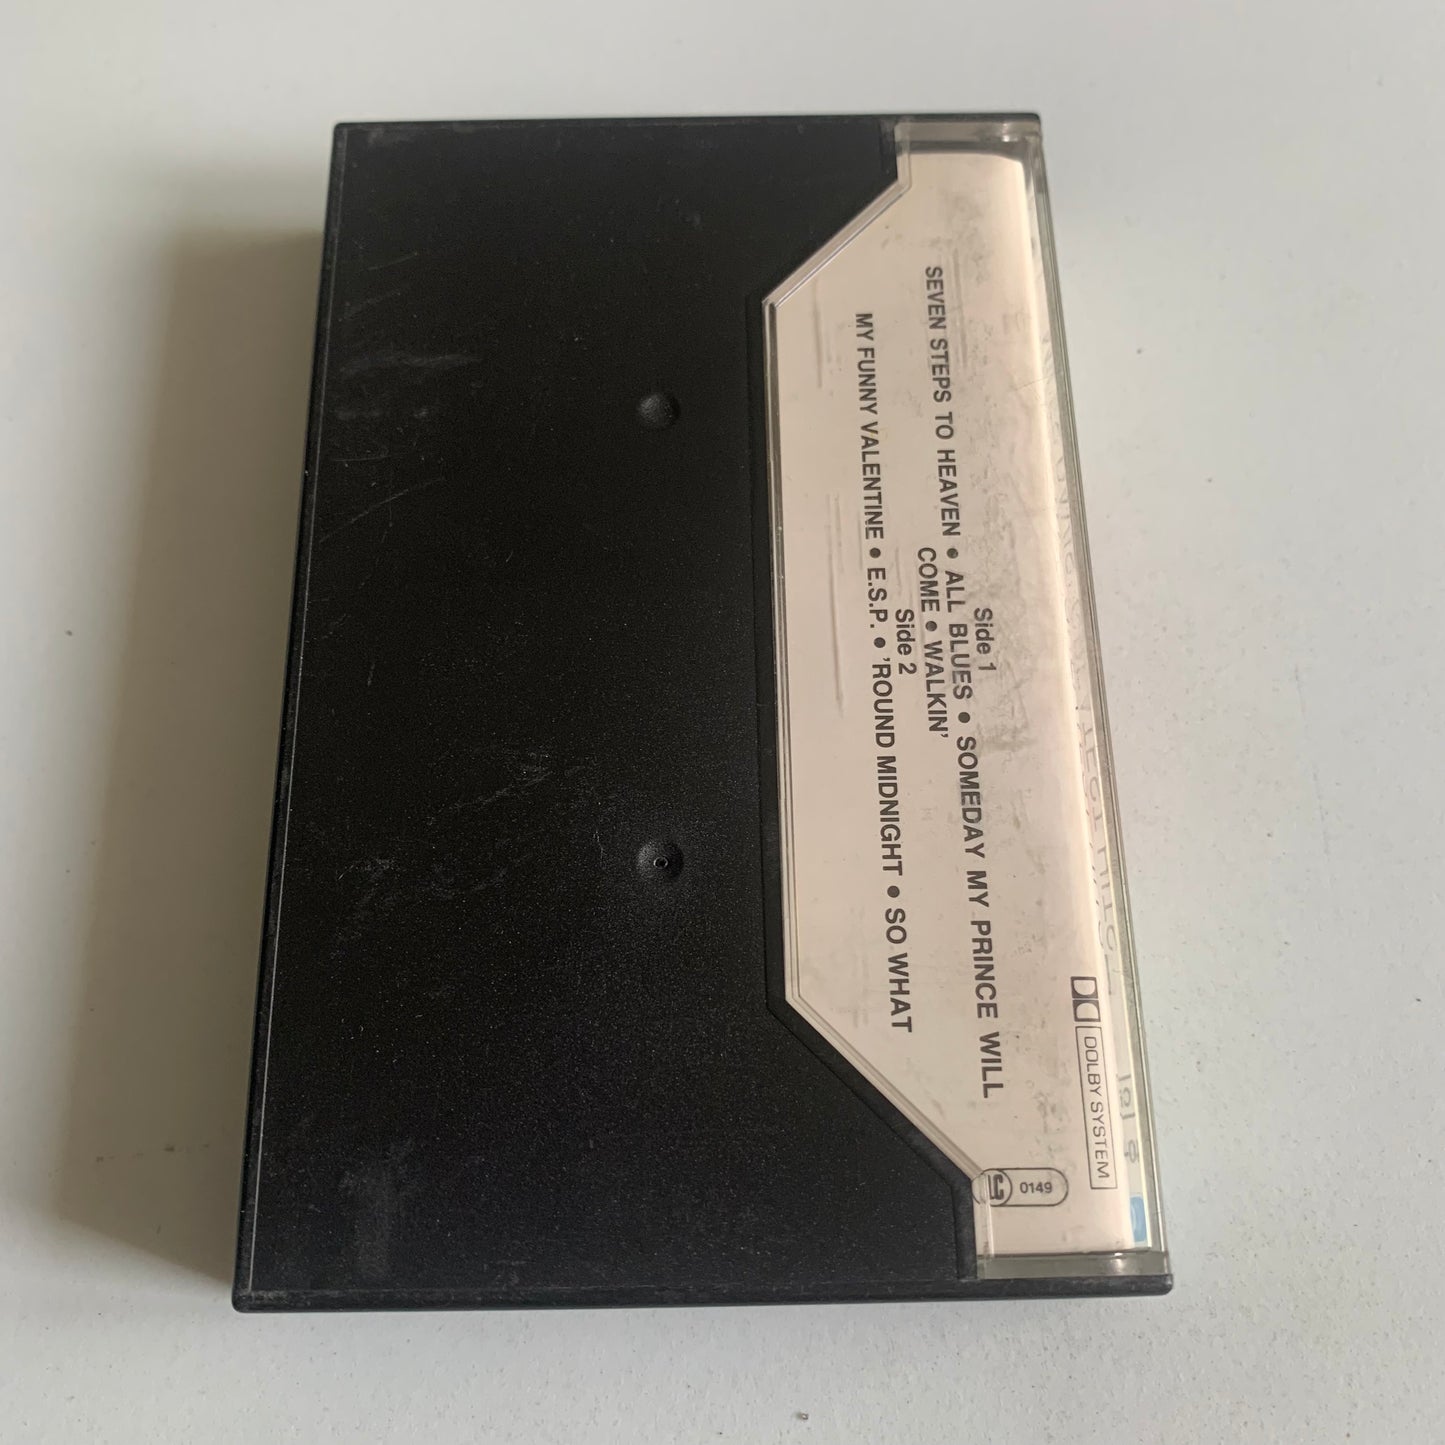 Side 1
SEVEN STEPS TO HEAVEN • ALL BLUES • SOMEDAY MY PRINCE WILL
COME • WALKIN'
Side 2
MY FUNNY VALENTINE • E.S.P. • 'ROUND MIDNIGHT • SO WHAT
DOLBY SYSTEM
0149